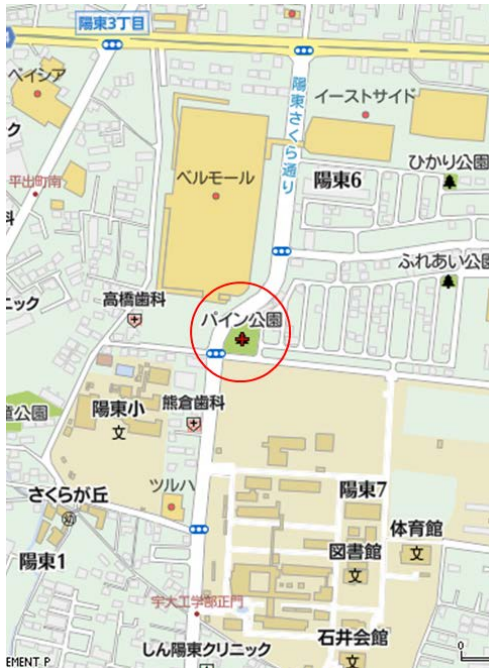 陽東3丁目
ベイシア
イーストサイド
陽東さくら通り
ク
ベルモール
陽東6
ひかり公園
平出町南
ふれあい公園
ニック
高橋歯科
パイン公園
陽東小
文
熊倉歯科
童公園
ツルハ
陽東7
さくらが丘
体育館
文
図書館
文
陽東1
宇大工学部正門
石井会館
文
しん陽東クリニック
EMENT P
0